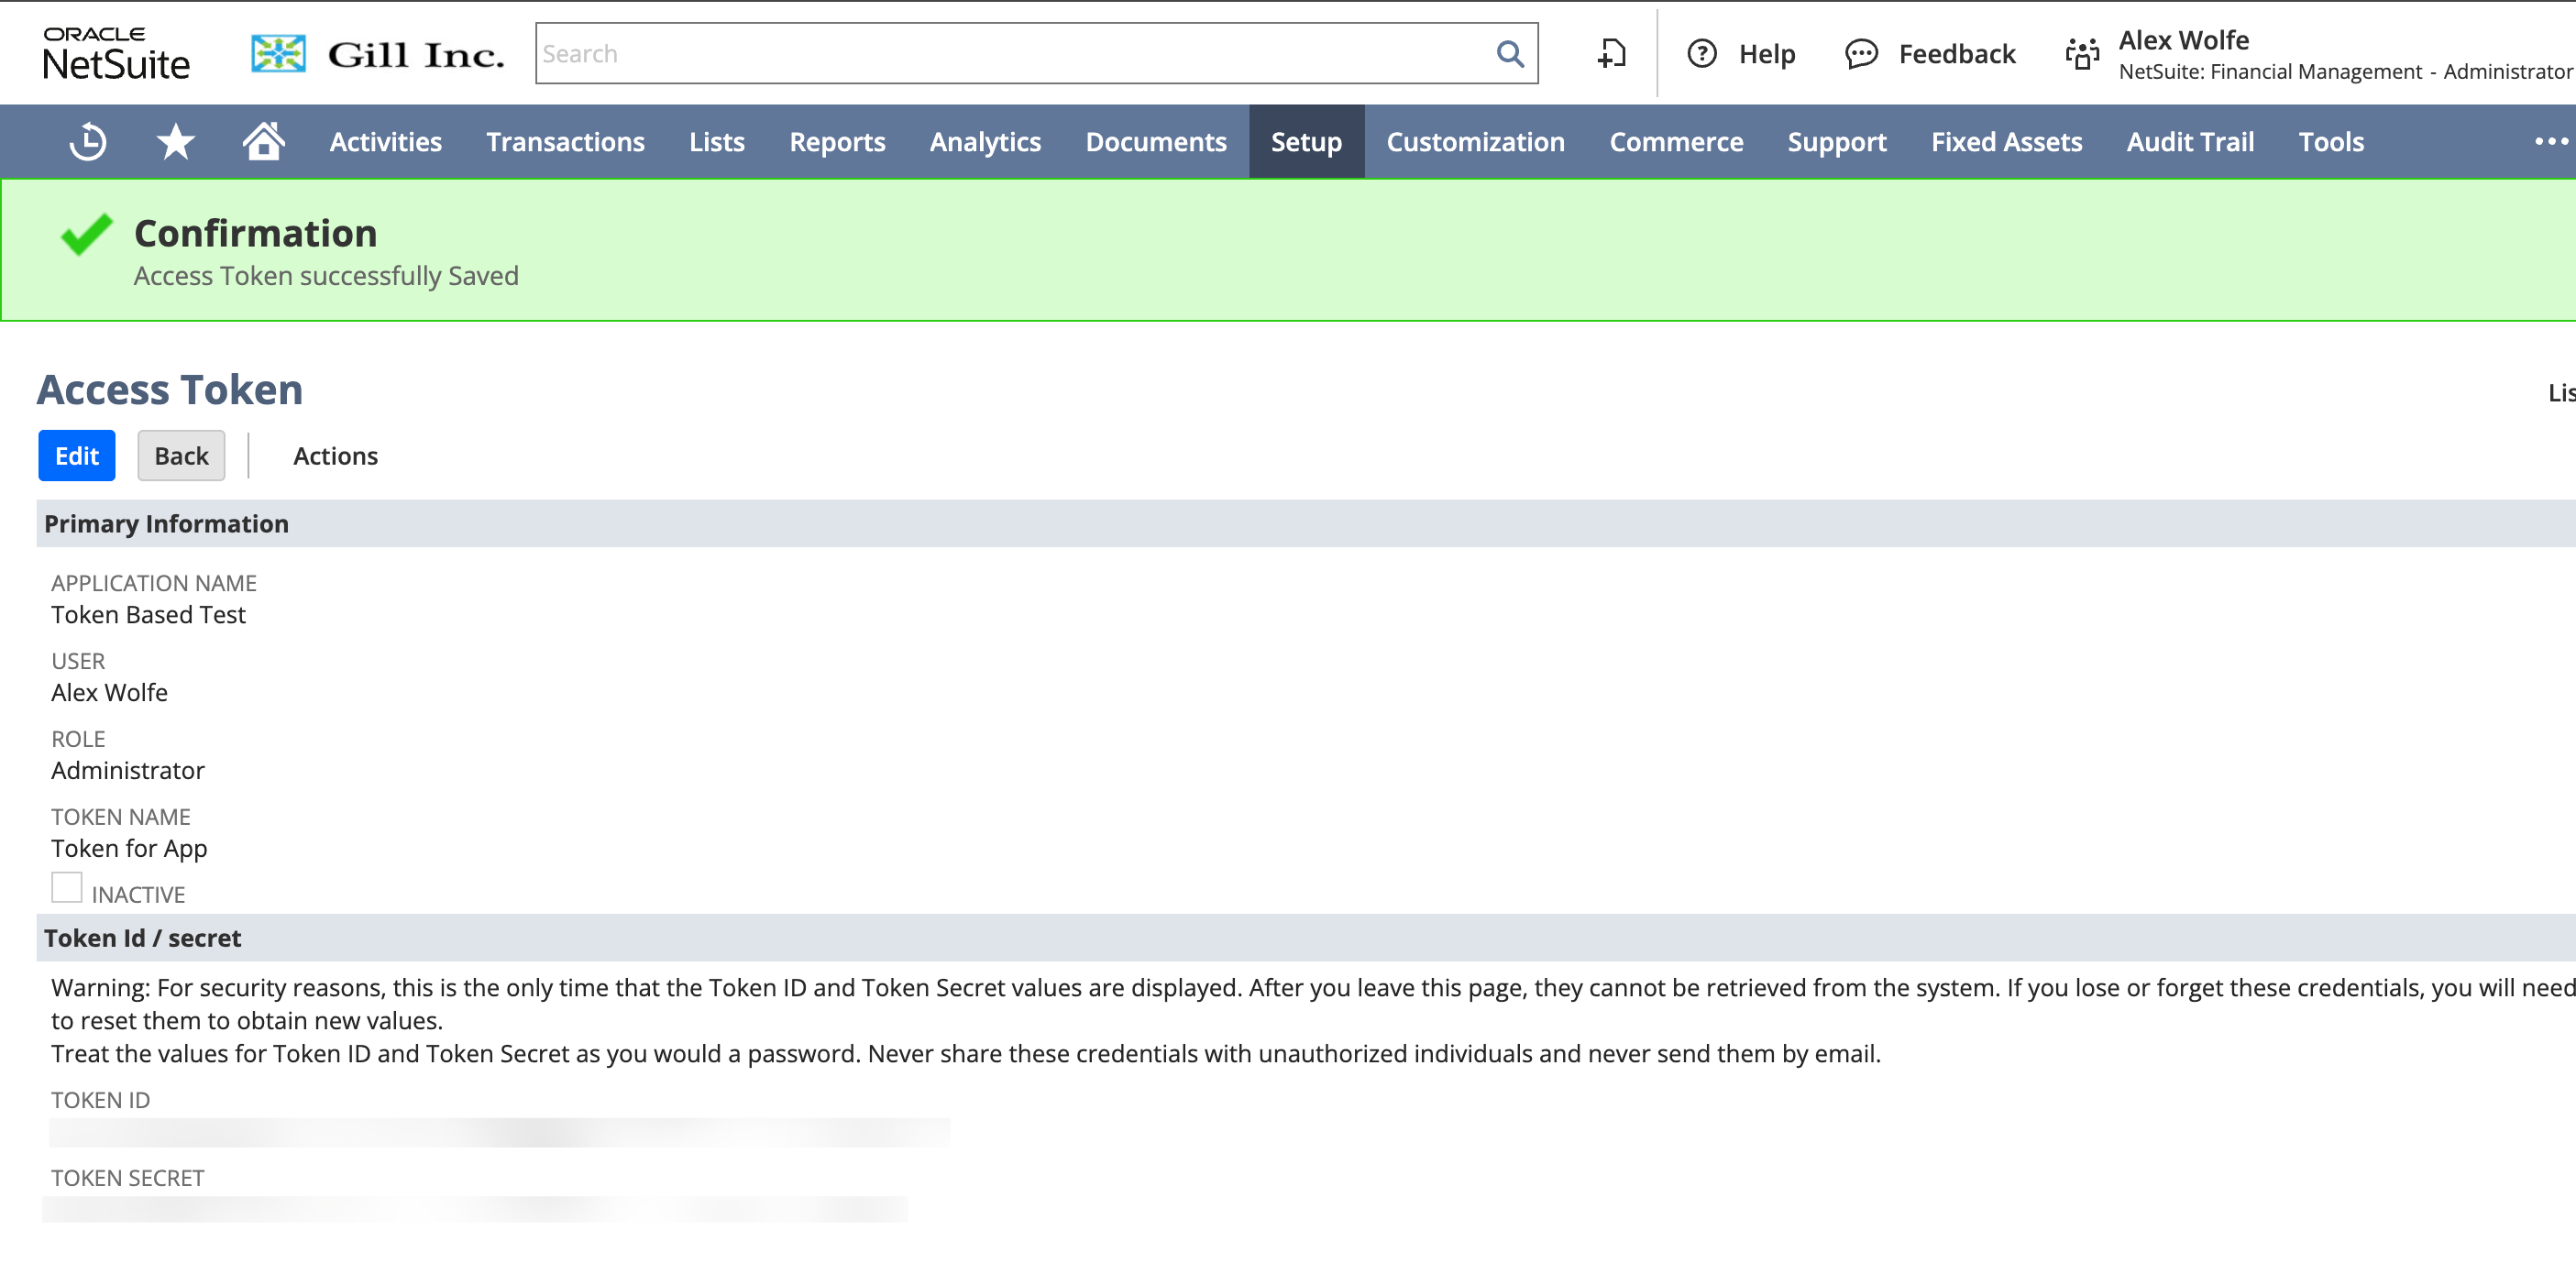 ORACLE
NetSuite
Gill Inc.
Search
Help
Feedback
Alex Wolfe
NetSuite: Financial Management - Administrator
Activities
Transactions
Lists
Reports
Analytics
Documents
Setup
Customization
Commerce
Support
Fixed Assets
Audit Trail
Tools
Confirmation
Access Token successfully Saved
Access Token
Lis
Edit
Back
Actions
Primary Information
APPLICATION NAME
Token Based Test
USER
Alex Wolfe
ROLE
Administrator
TOKEN NAME
Token for App
INACTIVE
Token Id / secret
Warning: For security reasons, this is the only time that the Token ID and Token Secret values are displayed. After you leave this page, they cannot be retrieved from the system. If you lose or forget these credentials, you will need
to reset them to obtain new values.
Treat the values for Token ID and Token Secret as you would a password. Never share these credentials with unauthorized individuals and never send them by email.
TOKEN ID
TOKEN SECRET